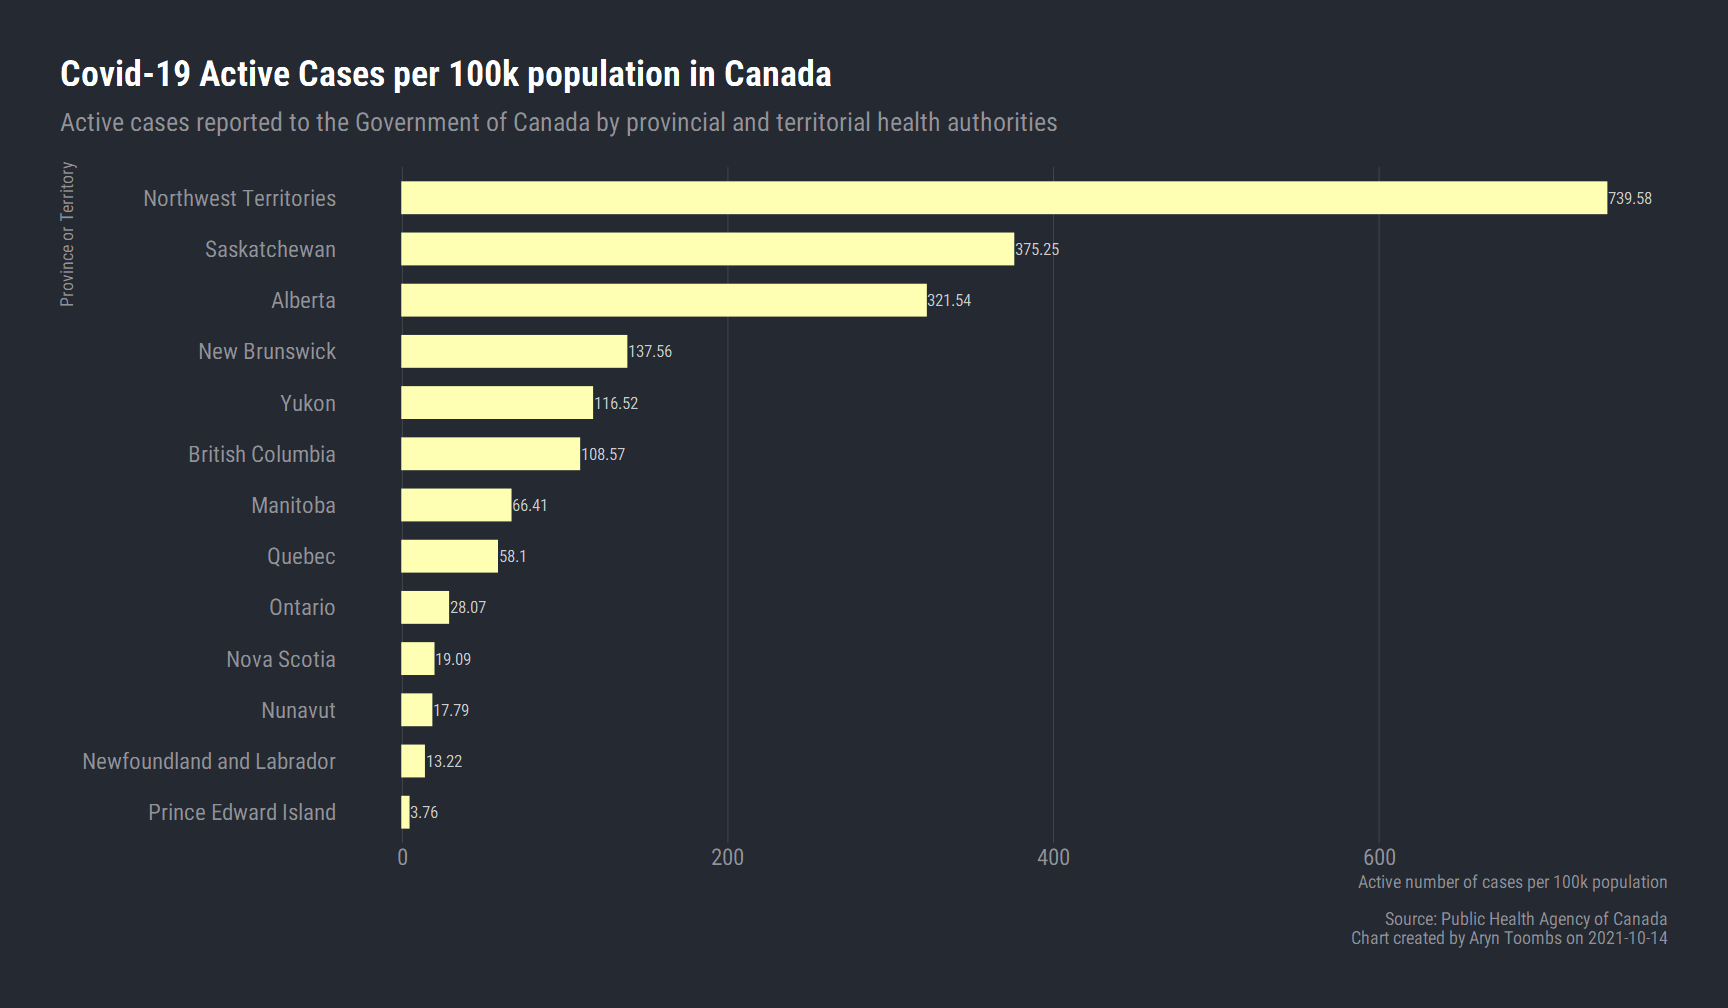 Covid-19 Active Cases per 100k population in Canada
Active cases reported to the Government of Canada by provincial and territorial health authorities
Province or Territory
Northwest Territories 739.58
Saskatchewan 375.25
Alberta 321.54
New Brunswick 137.56
Yukon 116.52
British Columbia 108.57
Manitoba 66.41
Quebec 58.1
Ontario 28.07
Nova Scotia 19.09
Nunavut 17.79
Newfoundland and Labrador 13.22
Prince Edward Island 3.76
0 200 400 600
Active number of cases per 100k population
Source: Public Health Agency of Canada
Chart created by Aryn Toombs on 2021-10-14